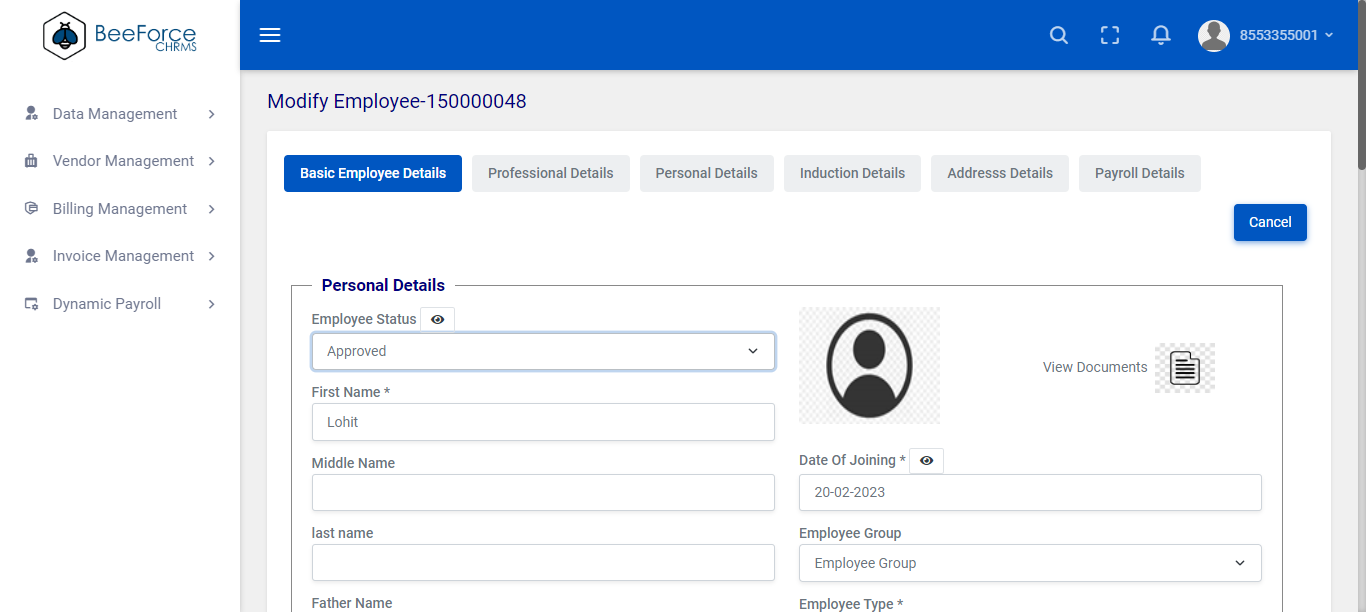 BeeForce
CHRMS
8553355001
Data Management
Vendor Management
Billing Management
Invoice Management
Dynamic Payroll
Modify Employee-150000048
Basic Employee Details
Professional Details
Personal Details
Induction Details
Addresss Details
Payroll Details
Cancel
Personal Details
Employee Status
Approved
First Name *
Lohit
Middle Name
last name
Father Name
View Documents
Date Of Joining *
20-02-2023
Employee Group
Employee Group
Employee Type *